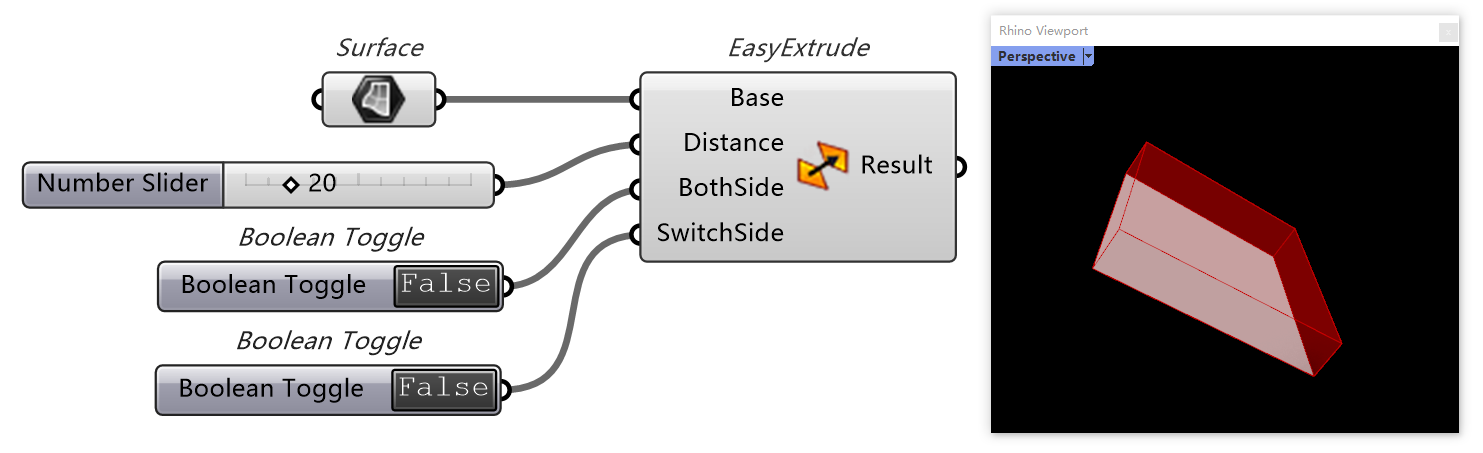 Surface
EasyExtrude
Rhino Viewport
Perspective
Base
Distance
BothSide
SwitchSide
Result
Number Slider
20
Boolean Toggle
Boolean Toggle
False
Boolean Toggle
Boolean Toggle
False